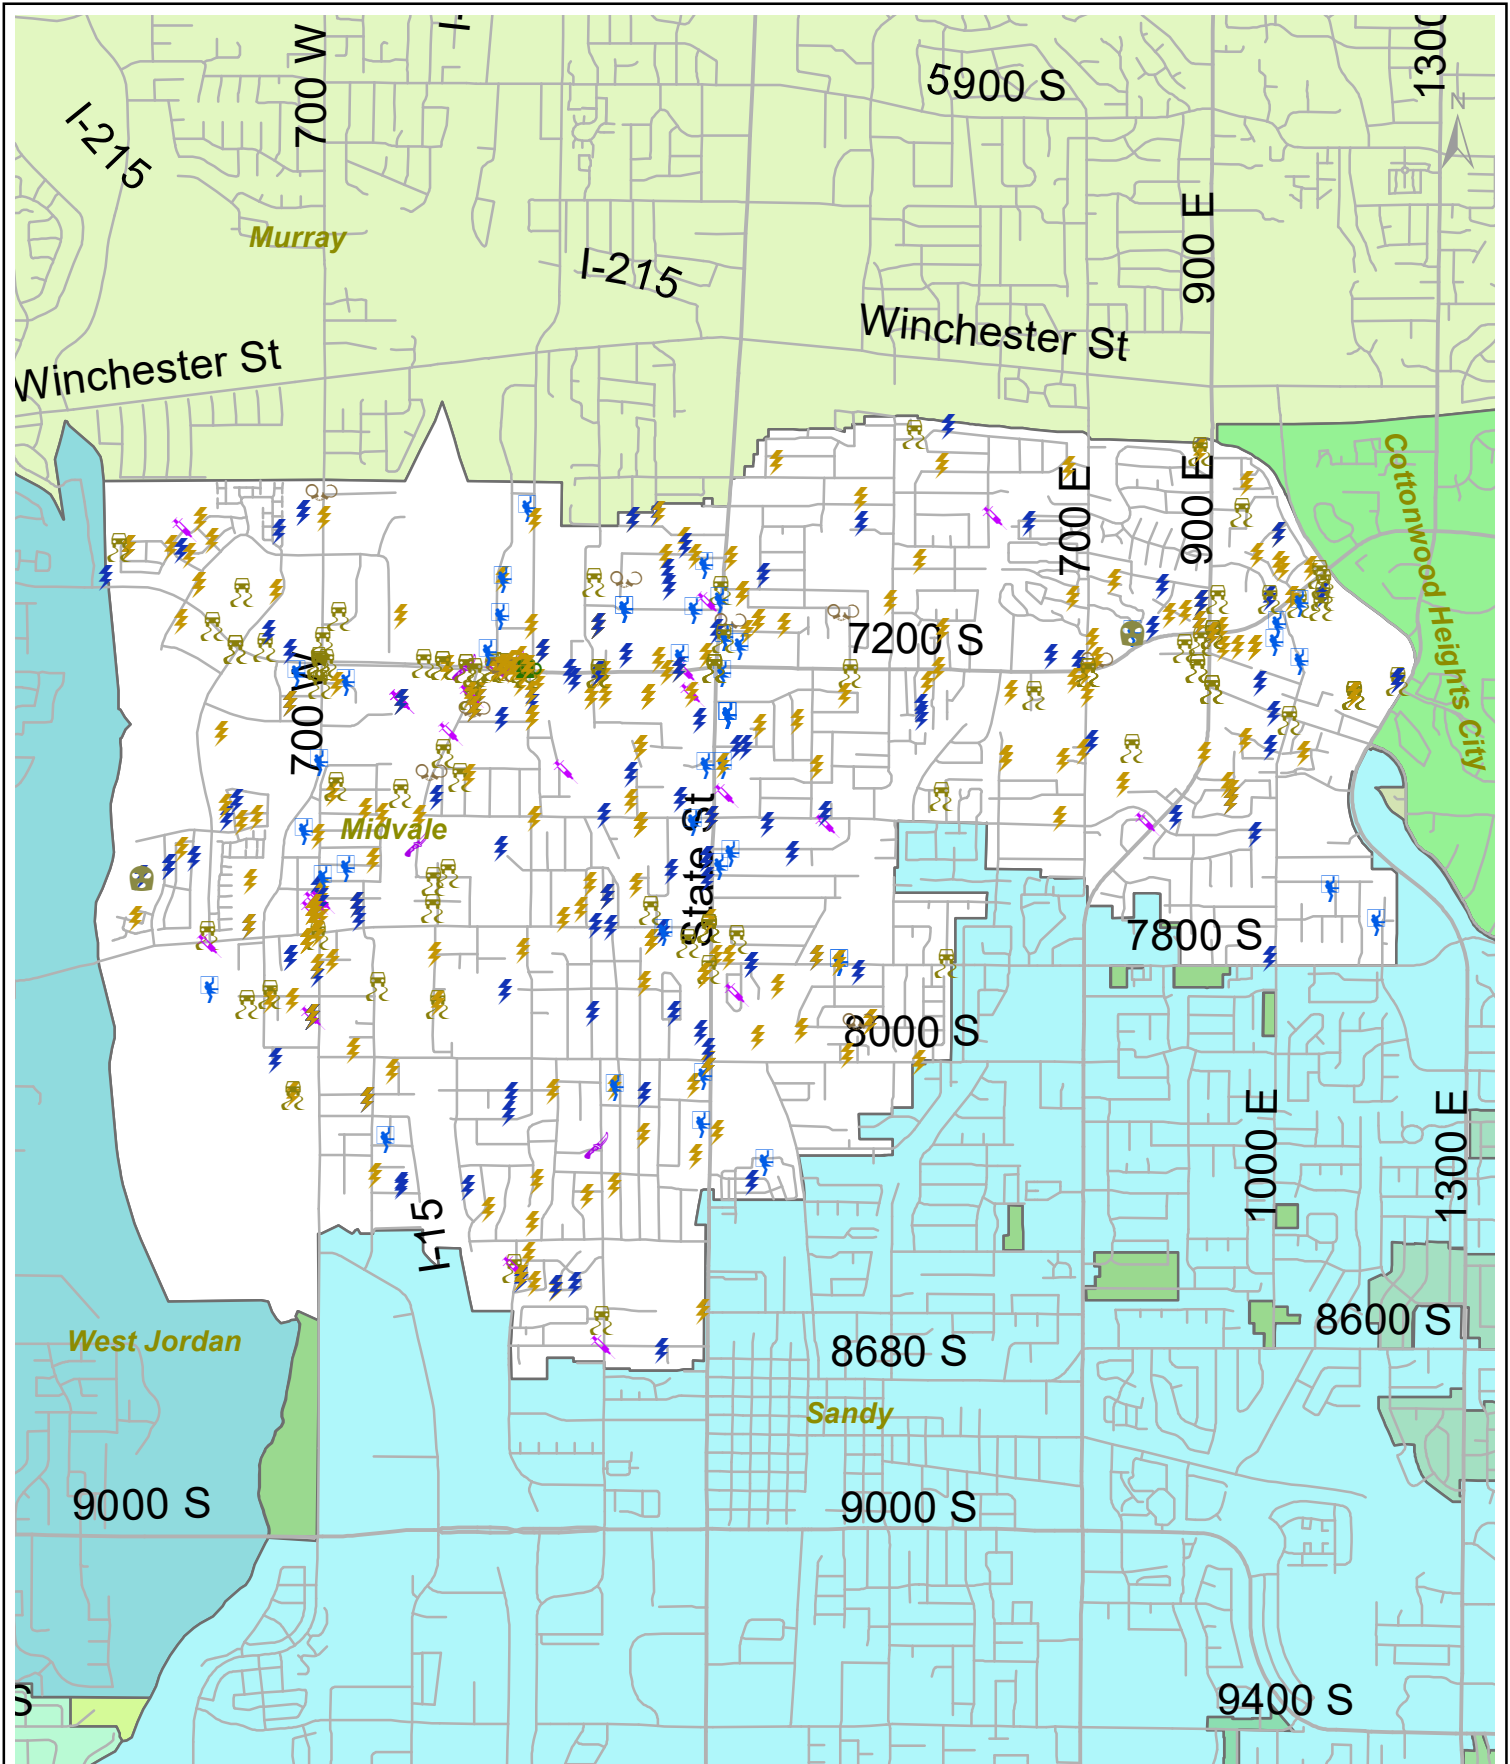 700 W
I-
5900 S
1300
N
I-215
Murray
900 E
I-215
Winchester St
Winchester St
Cottonwood Heights City
700 E
900 E
7200 S
700 W
Midvale
State St
7800 S
8000 S
1000 E
1300 E
I-15
West Jordan
8680 S
8600 S
Sandy
9000 S
9000 S
S
9400 S